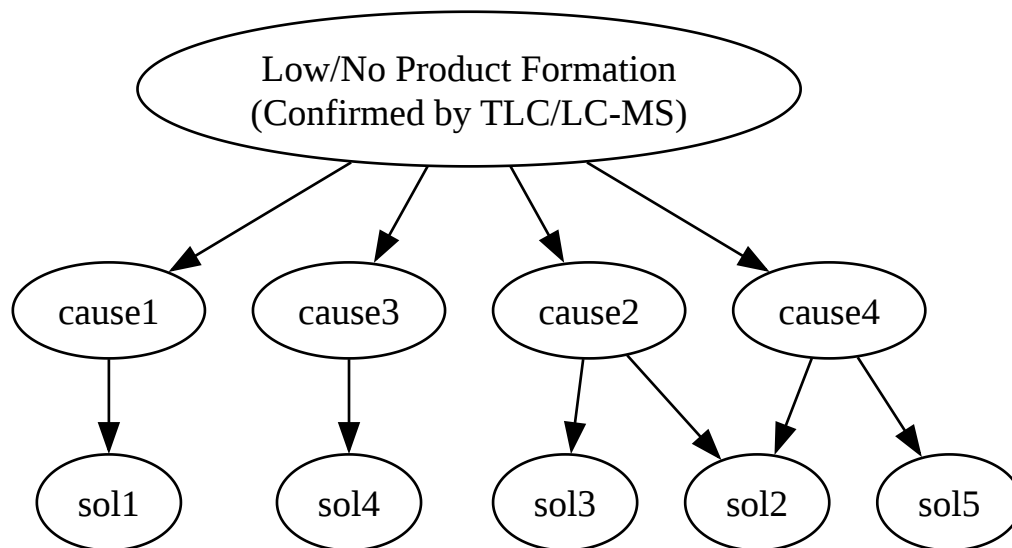 Low/No Product Formation
(Confirmed by TLC/LC-MS)
cause1
cause3
cause2
cause4
sol1
sol4
sol3
sol2
sol5